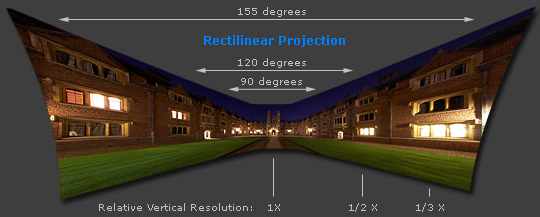 155 degrees
Rectilinear Projection
120 degrees
90 degrees
Relative Vertical Resolution: 1X 1/2 X 1/3 X